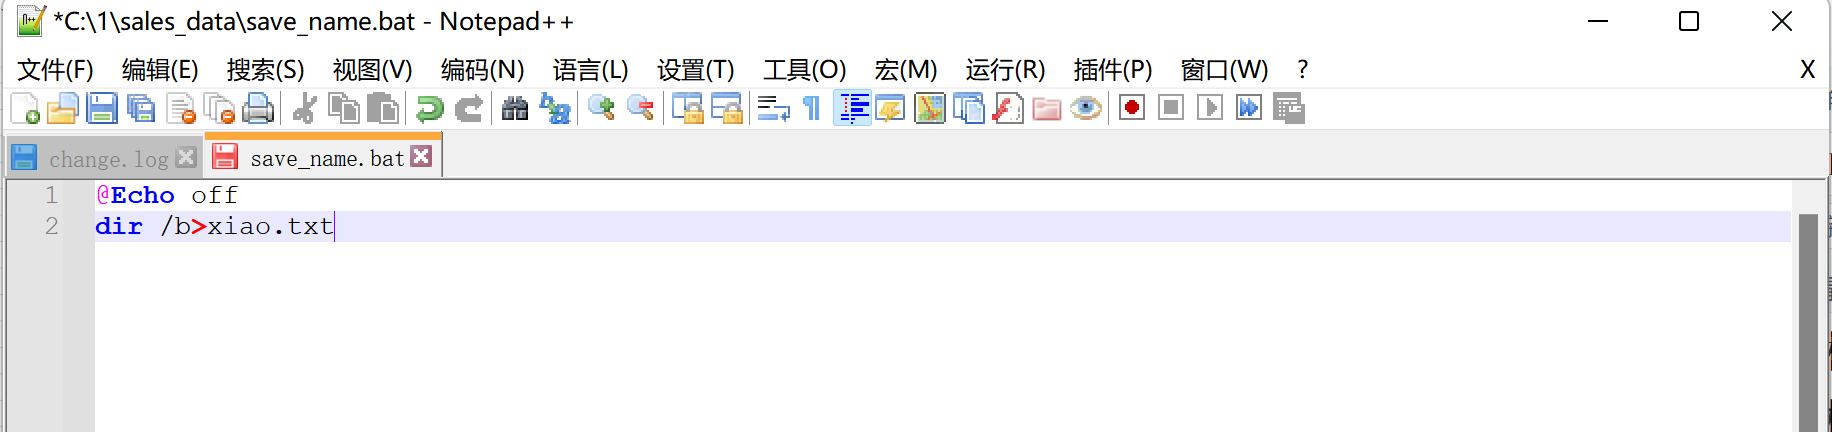 *C:\1\sales_data\save_name.bat - Notepad++
文件(F) 编辑(E) 搜索(S) 视图(V) 编码(N) 语言(L) 设置(T) 工具(O) 宏(M) 运行(R) 插件(P) 窗口(W) ? X
change.log save_name.bat
1 @Echo off
2 dir /b>xiao.txt